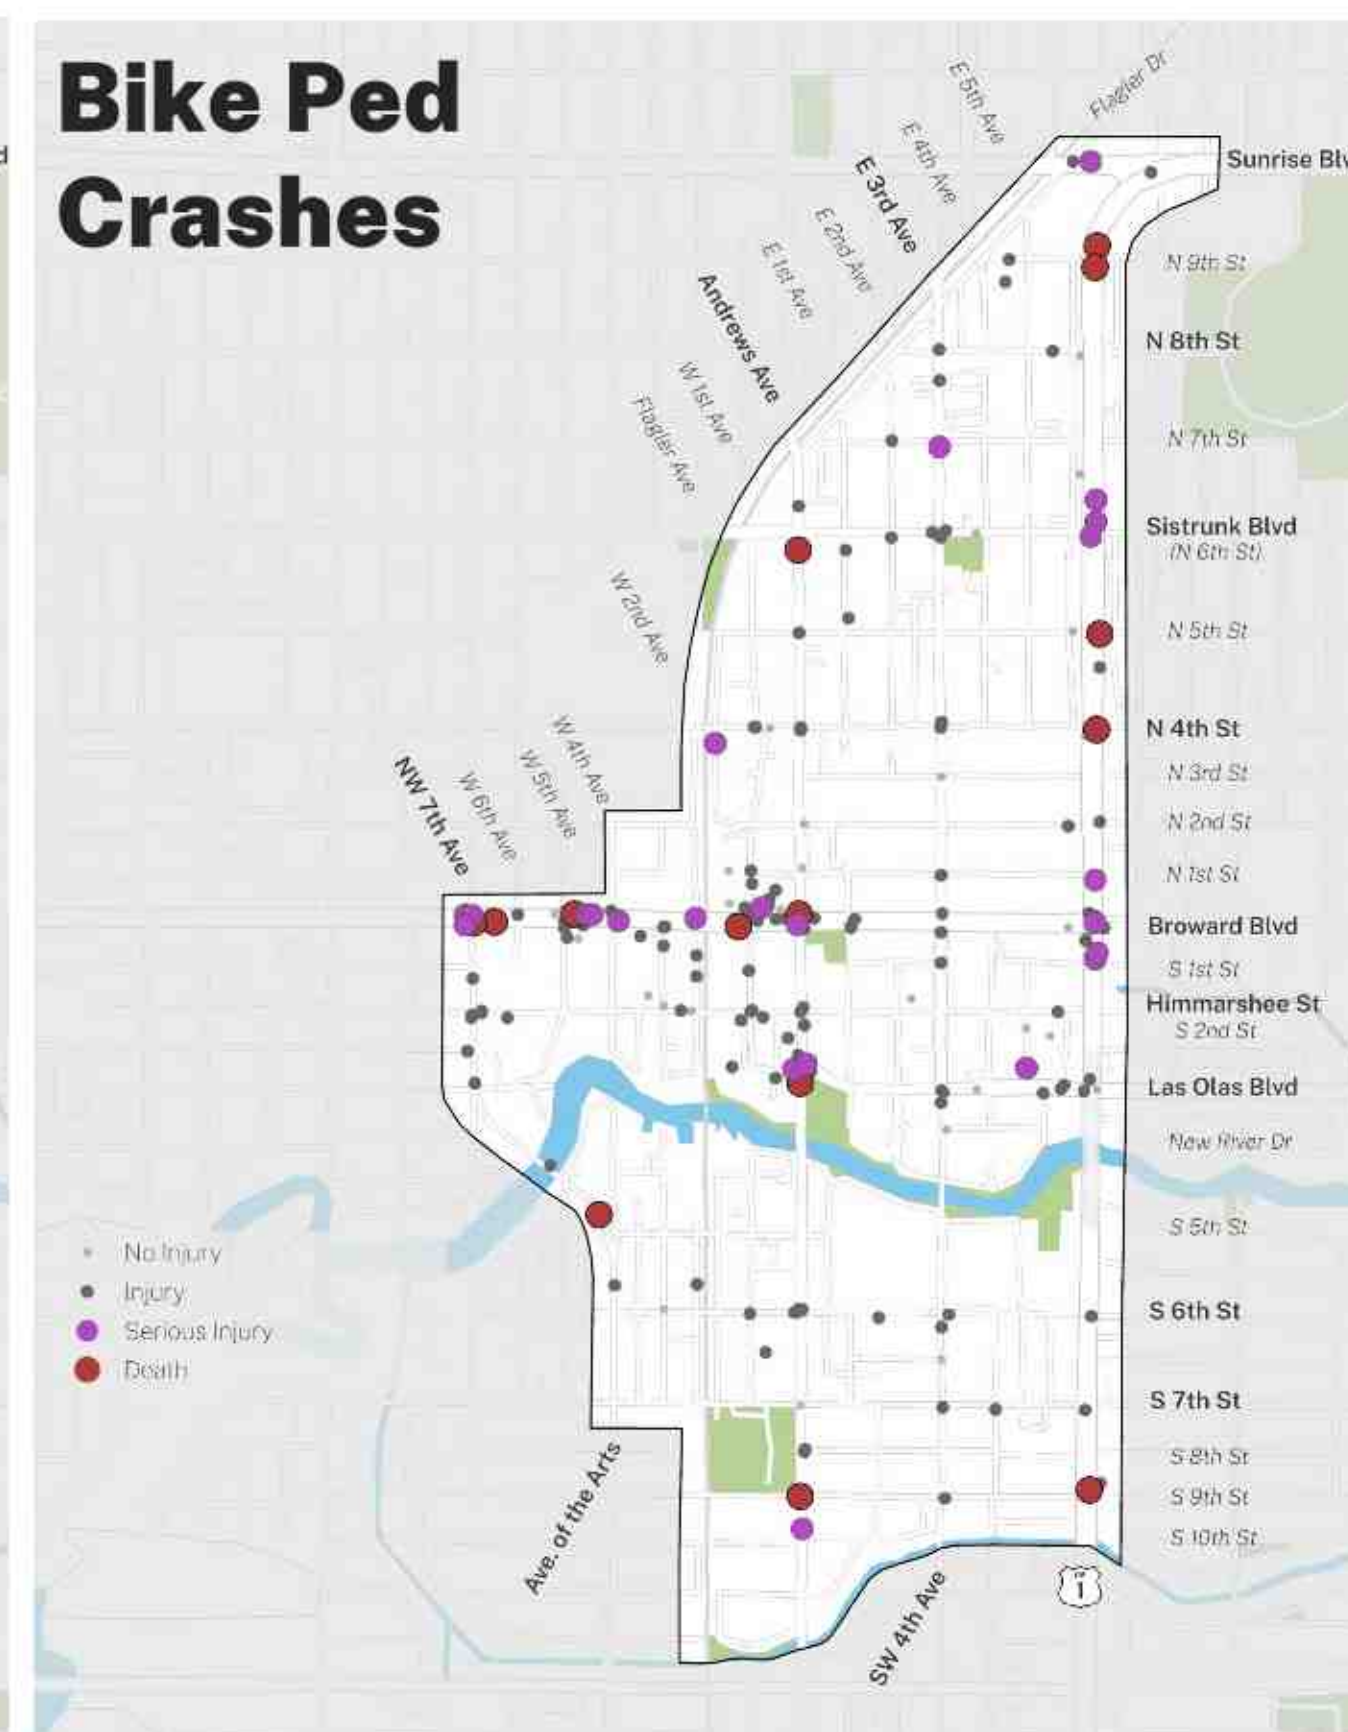 Bike Ped
Crashes
Flagler Dr
E 5th Ave
E 4th Ave
E 3rd Ave
E 2nd Ave
E 1st Ave
Andrews Ave
W 1st Ave
Flagler Ave
W 2nd Ave
W 4th Ave
W 5th Ave
W 6th Ave
NW 7th Ave
Sunrise Blv
N 9th St
N 8th St
N 7th St
Sistrunk Blvd
(N 6th St)
N 5th St
N 4th St
N 3rd St
N 2nd St
N 1st St
Broward Blvd
S 1st St
Himmarshee St
S 2nd St
Las Olas Blvd
New River Dr
S 5th St
S 6th St
S 7th St
S 8th St
S 9th St
S 10th St
No Injury
Injury
Serious Injury
Death
Ave. of the Arts
SW 4th Ave
1